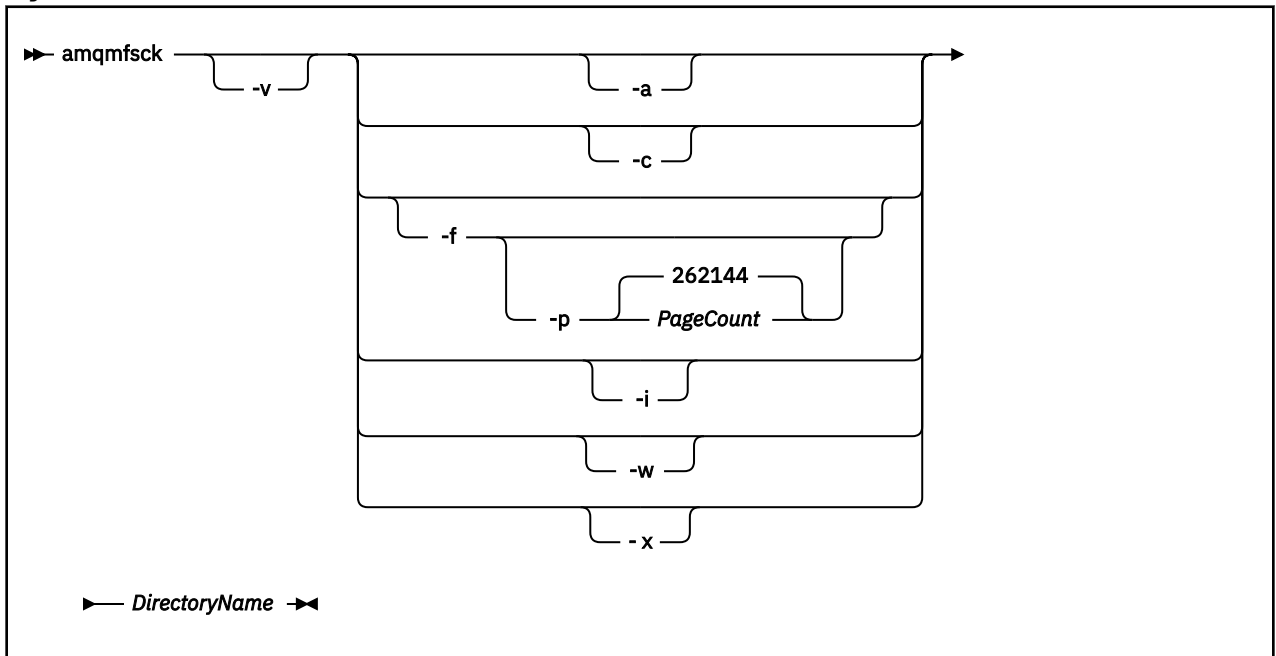 amqmfsck
-v
-a
-c
-f
262144
-p
PageCount
-i
-w
- x
DirectoryName